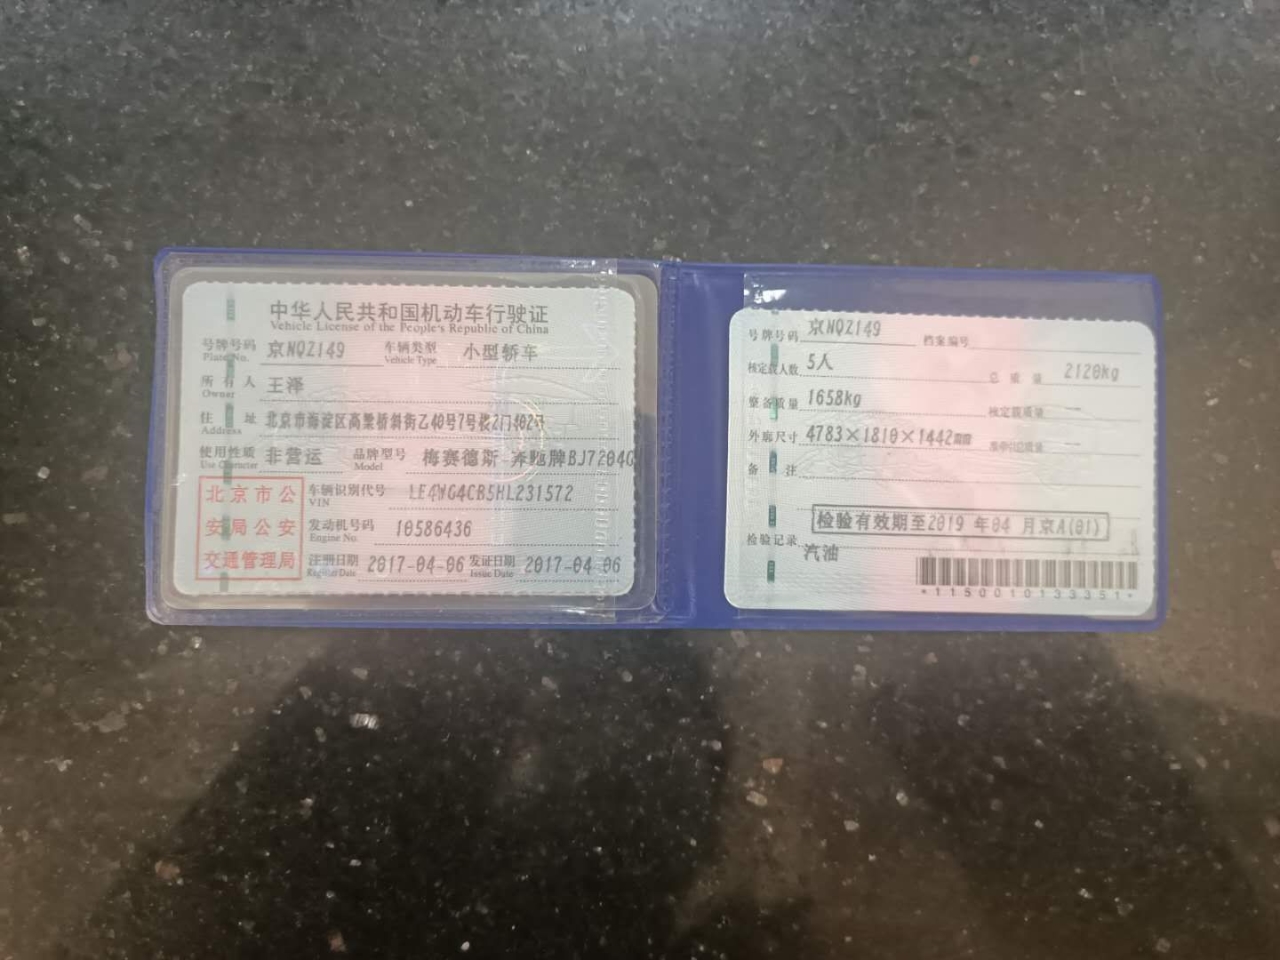 中华人民共和国机动车行驶证
Vehicle License of the People's Republic of China
号牌号码 京NQZ149 车辆类型 小型轿车
Plate No. Vehicle Type
所有人 王泽
Owner
住址 北京市海淀区高粱桥斜街乙40号7号楼2门402号
Address
使用性质 非营运 品牌型号 梅赛德斯-奔驰牌BJ7204G
Use Character Model
北京市公
安局公安
交通管理局
车辆识别代号 LE4WG4CB5HL231572
VIN
发动机号码 10586436
Engine No.
注册日期 2017-04-06 发证日期 2017-04-06
Register Date Issue Date
号牌号码 京NQZ149 档案编号
核定载人数 5人 总质量 2120kg
整备质量 1658kg 核定载质量 —
外廓尺寸 4783×1810×1442mm 准牵引总质量 —
备注
检验有效期至2019年04月京A(01)
检验记录
汽油
*1150010133351*